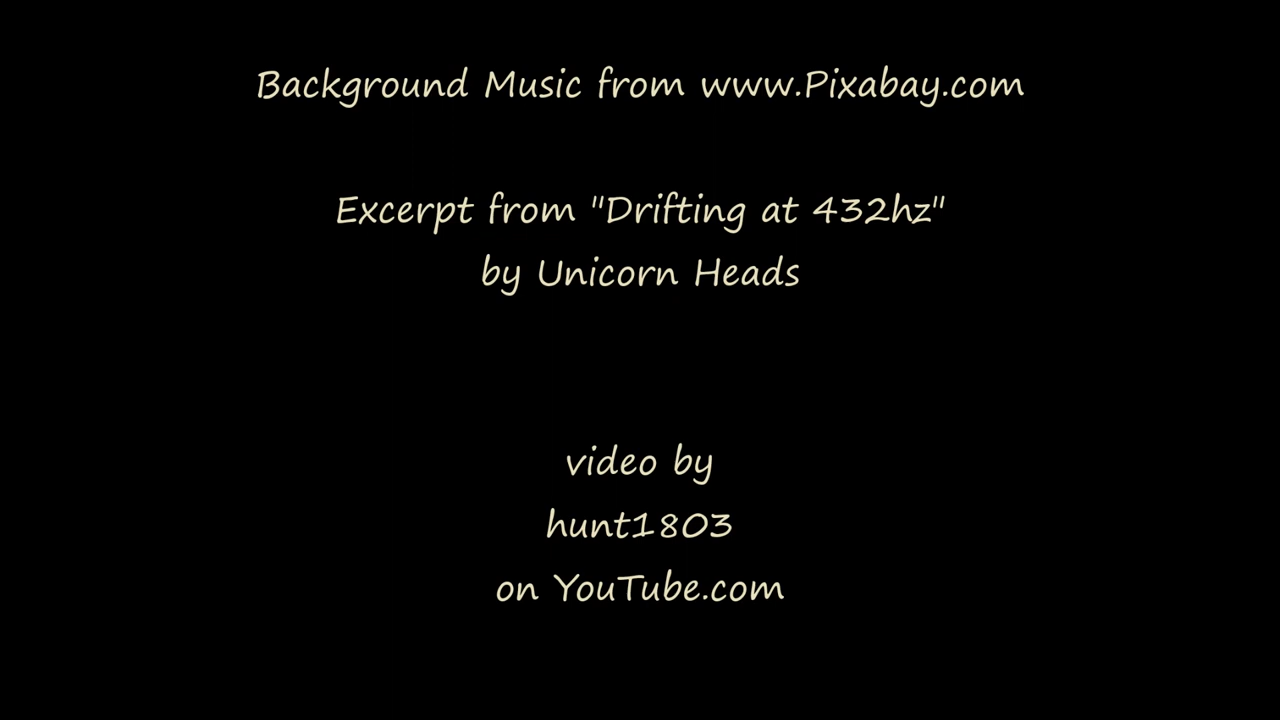 Background Music from www.Pixabay.com
Excerpt from "Drifting at 432hz"
by Unicorn Heads
video by
hunt1803
on YouTube.com